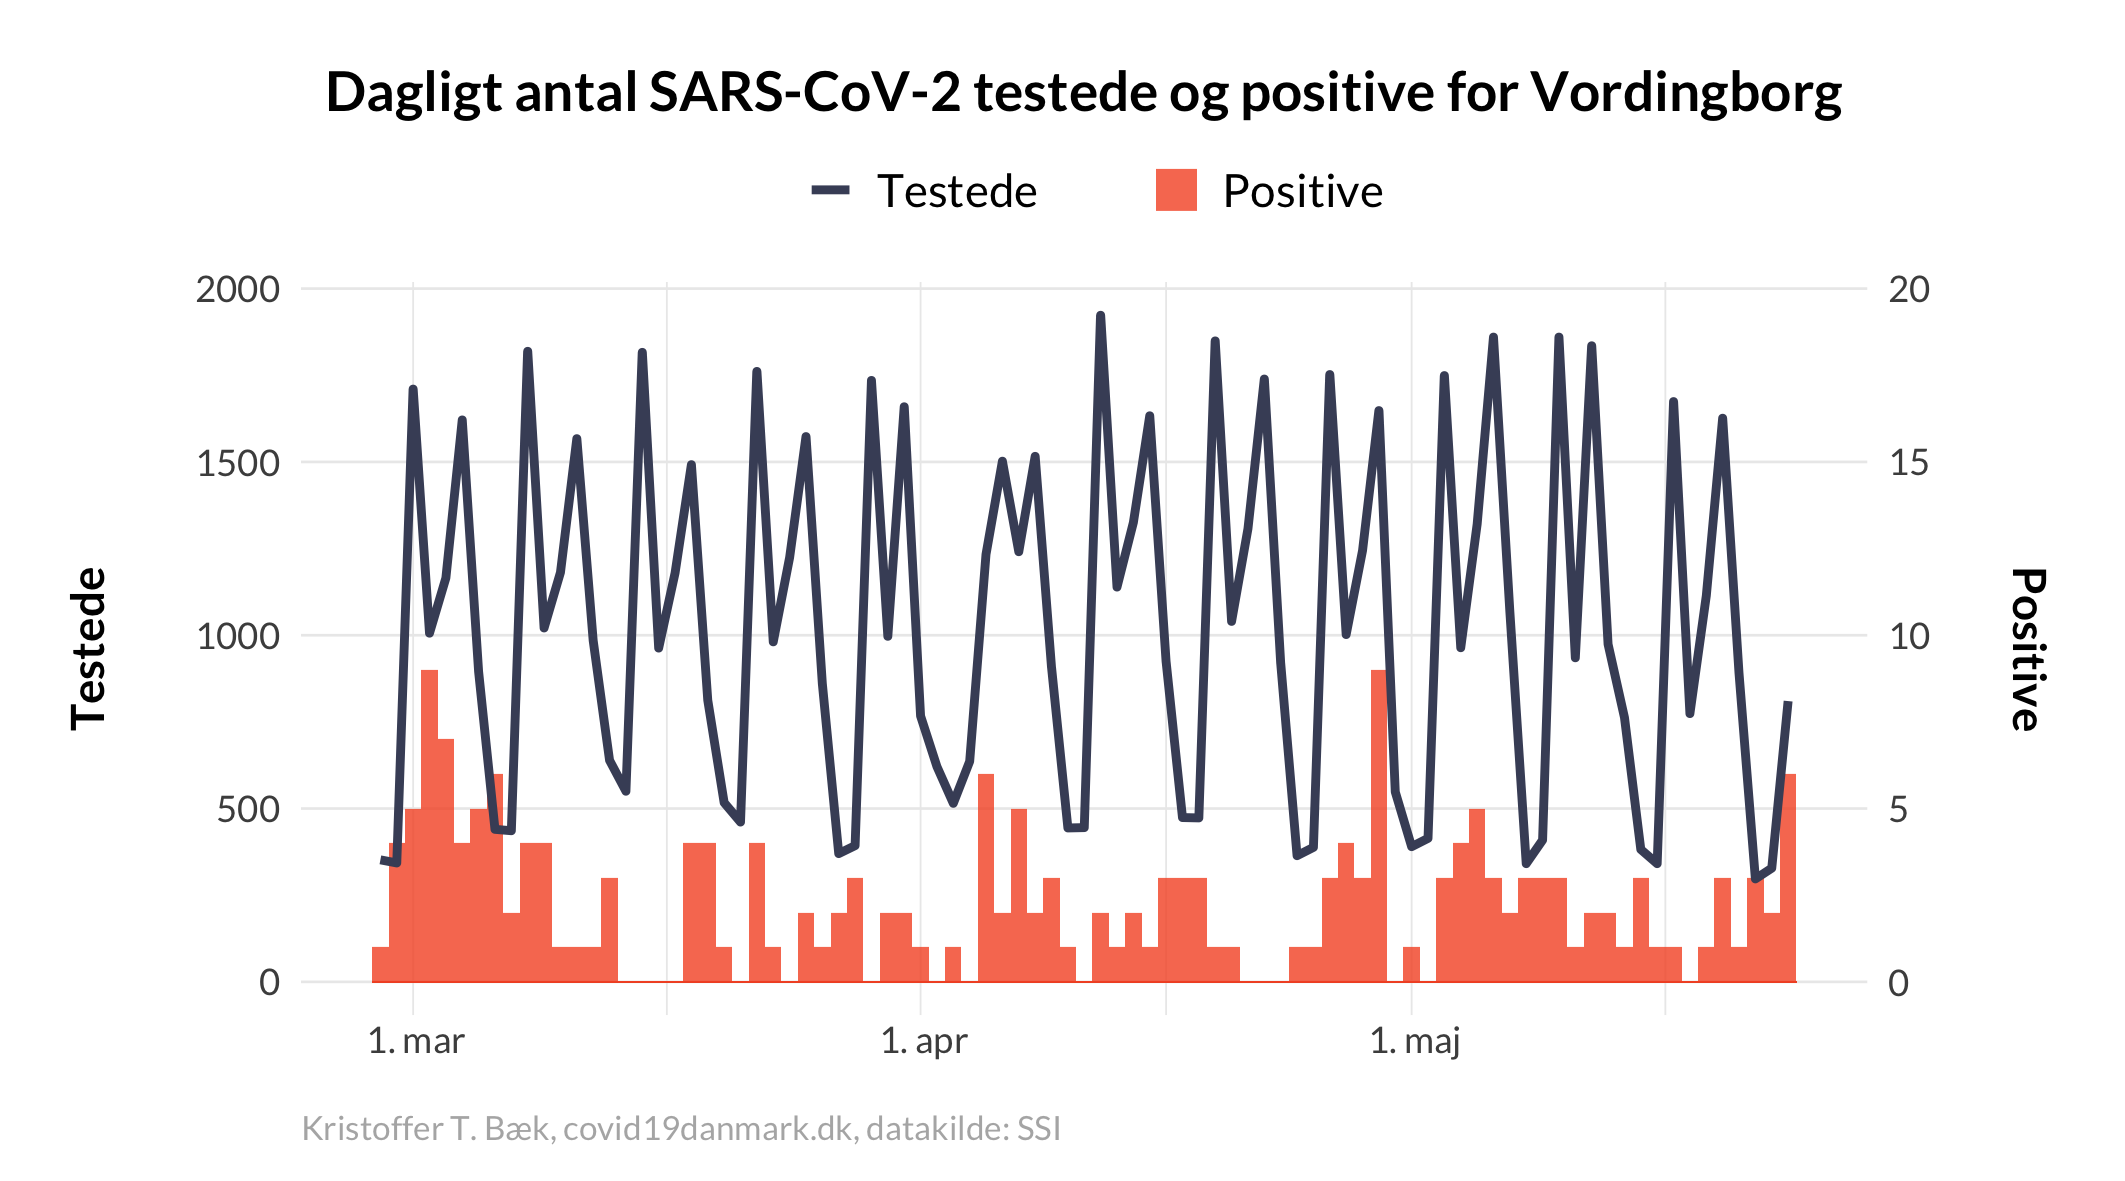 Dagligt antal SARS-CoV-2 testede og positive for Vordingborg
Testede Positive
2000 20
1500 15
1000 10
500 5
0 0
Testede
Positive
1. mar 1. apr 1. maj
Kristoffer T. Bæk, covid19danmark.dk, datakilde: SSI